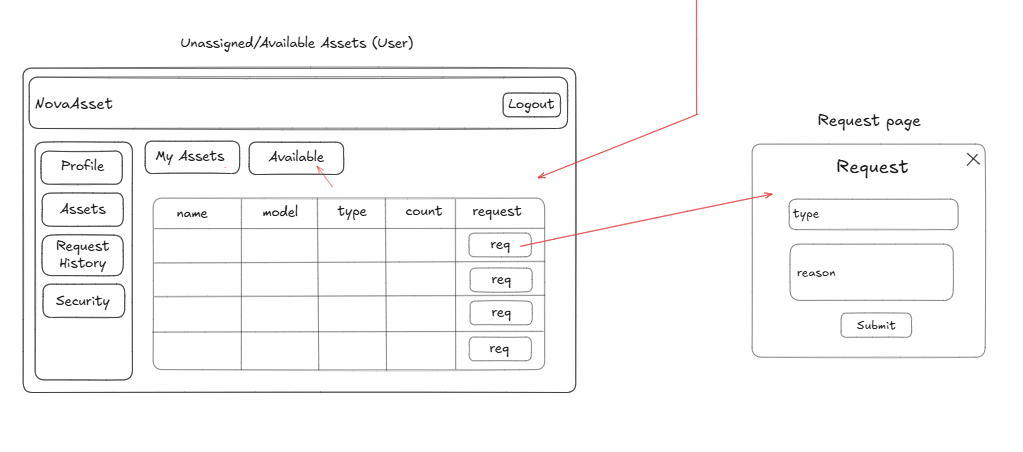 Unassigned/Available Assets (User)
NovaAsset
Logout
Profile
Assets
Request
History
Security
My Assets
Available
name model type count request
req
req
req
req
Request page
Request
type
reason
Submit